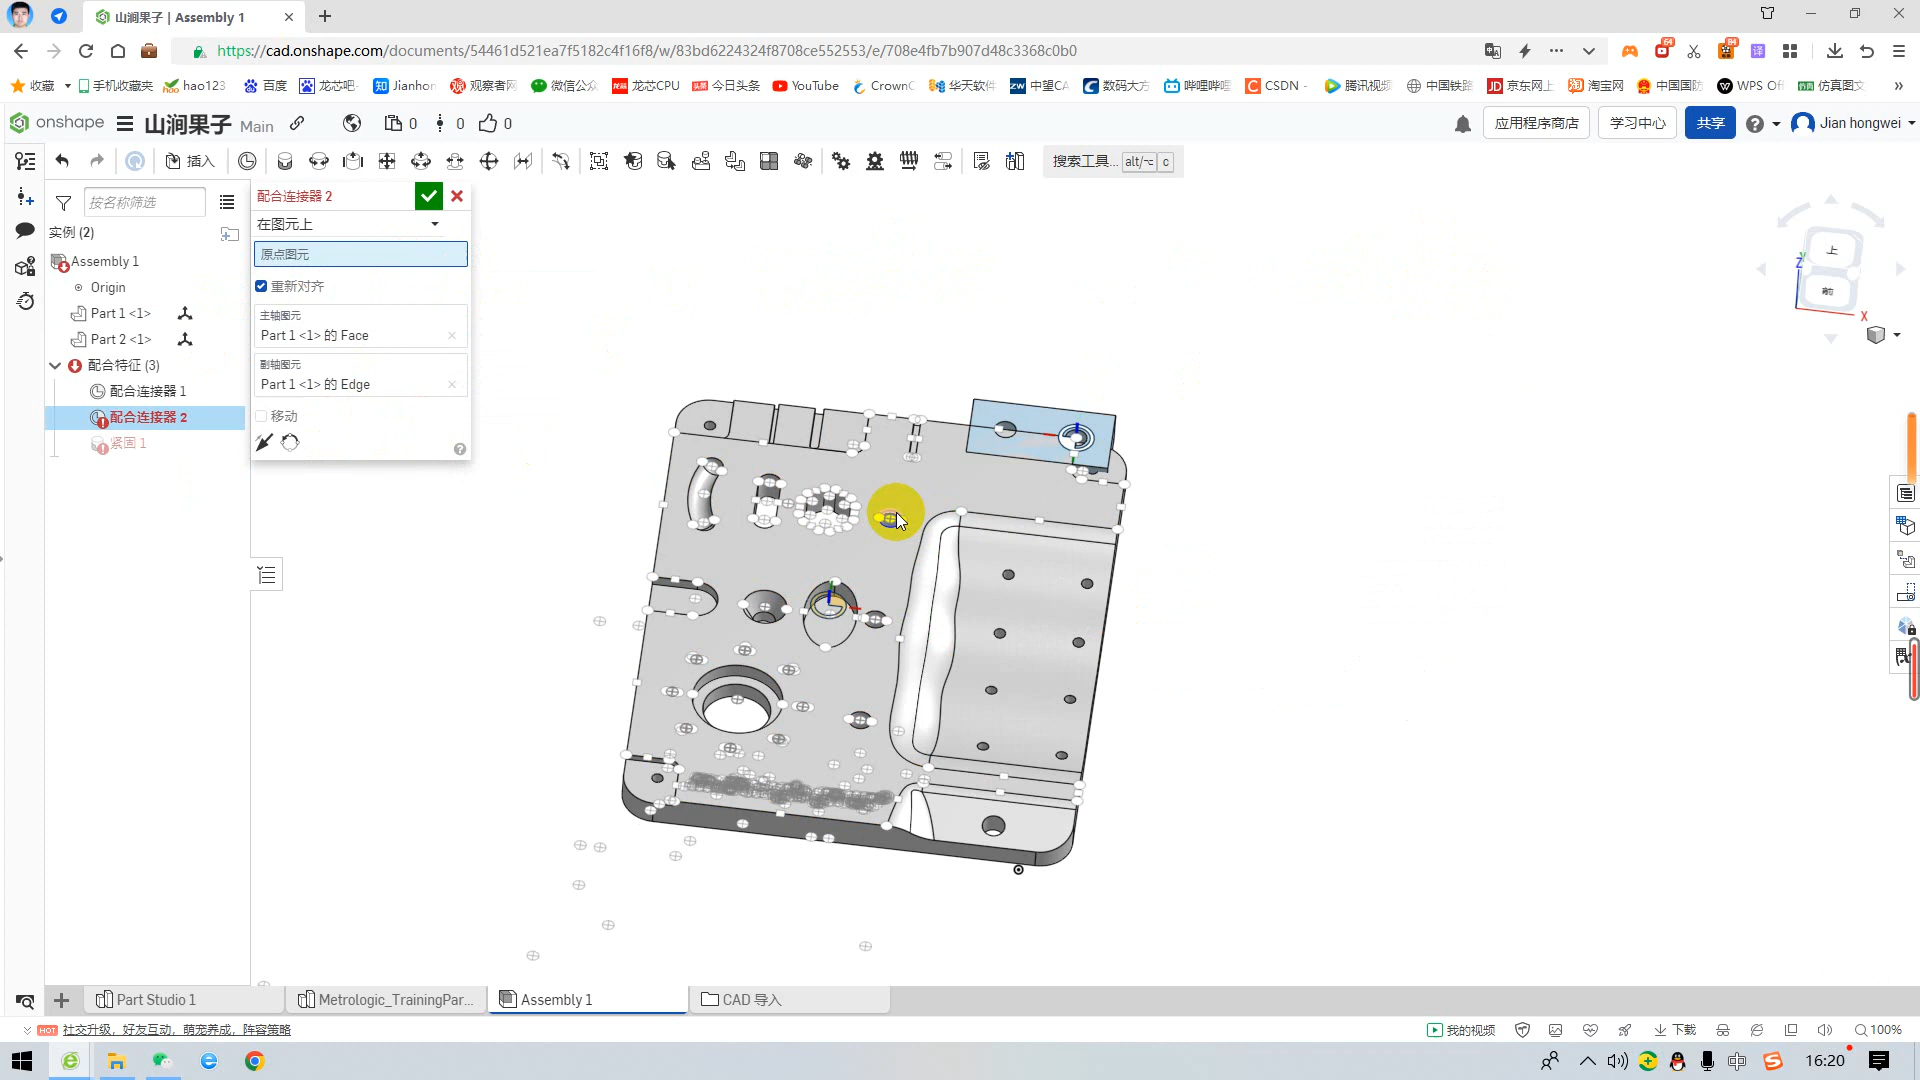 山涧果子 | Assembly 1
https://cad.onshape.com/documents/54461d521ea7f5182c4f16f8/w/83bd6224324f8708ce552553/e/708e4fb7b907d48c3368c0b0
64
84
收藏 手机收藏夹 hao123 百度 龙芯吧- Jianhon 观察者网 微信公众 龙芯CPU 今日头条 YouTube CrownC 华天软件 中望CA 数码大方 哔哩哔哩 CSDN - 腾讯视频 中国铁路 京东网上 淘宝网 中国国防 WPS Off 仿真图文
onshape 山涧果子 Main 0 0 0 应用程序商店 学习中心 共享 Jian hongwei
插入 搜索工具... alt/⌥ c
按名称筛选
实例 (2)
Assembly 1
Origin
Part 1 <1>
Part 2 <1>
配合特征 (3)
配合连接器 1
配合连接器 2
紧固 1
配合连接器 2
在图元上
原点图元
重新对齐
主轴图元
Part 1 <1> 的 Face
副轴图元
Part 1 <1> 的 Edge
移动
上
前
Z
X
Part Studio 1 Metrologic_TrainingPar... Assembly 1 CAD 导入
HOT 社交升级，好友互动，萌宠养成，阵容策略
我的视频 下载 100%
中 16:20